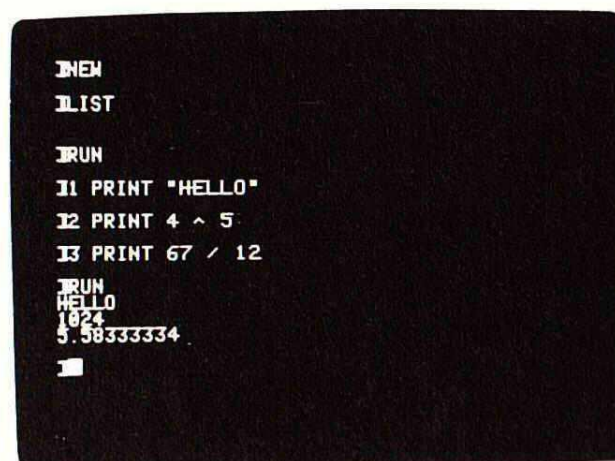 ]NEW
]LIST
]RUN
]1 PRINT "HELLO"
]2 PRINT 4 ^ 5
]3 PRINT 67 / 12
]RUN
HELLO
1024
5.58333334
]